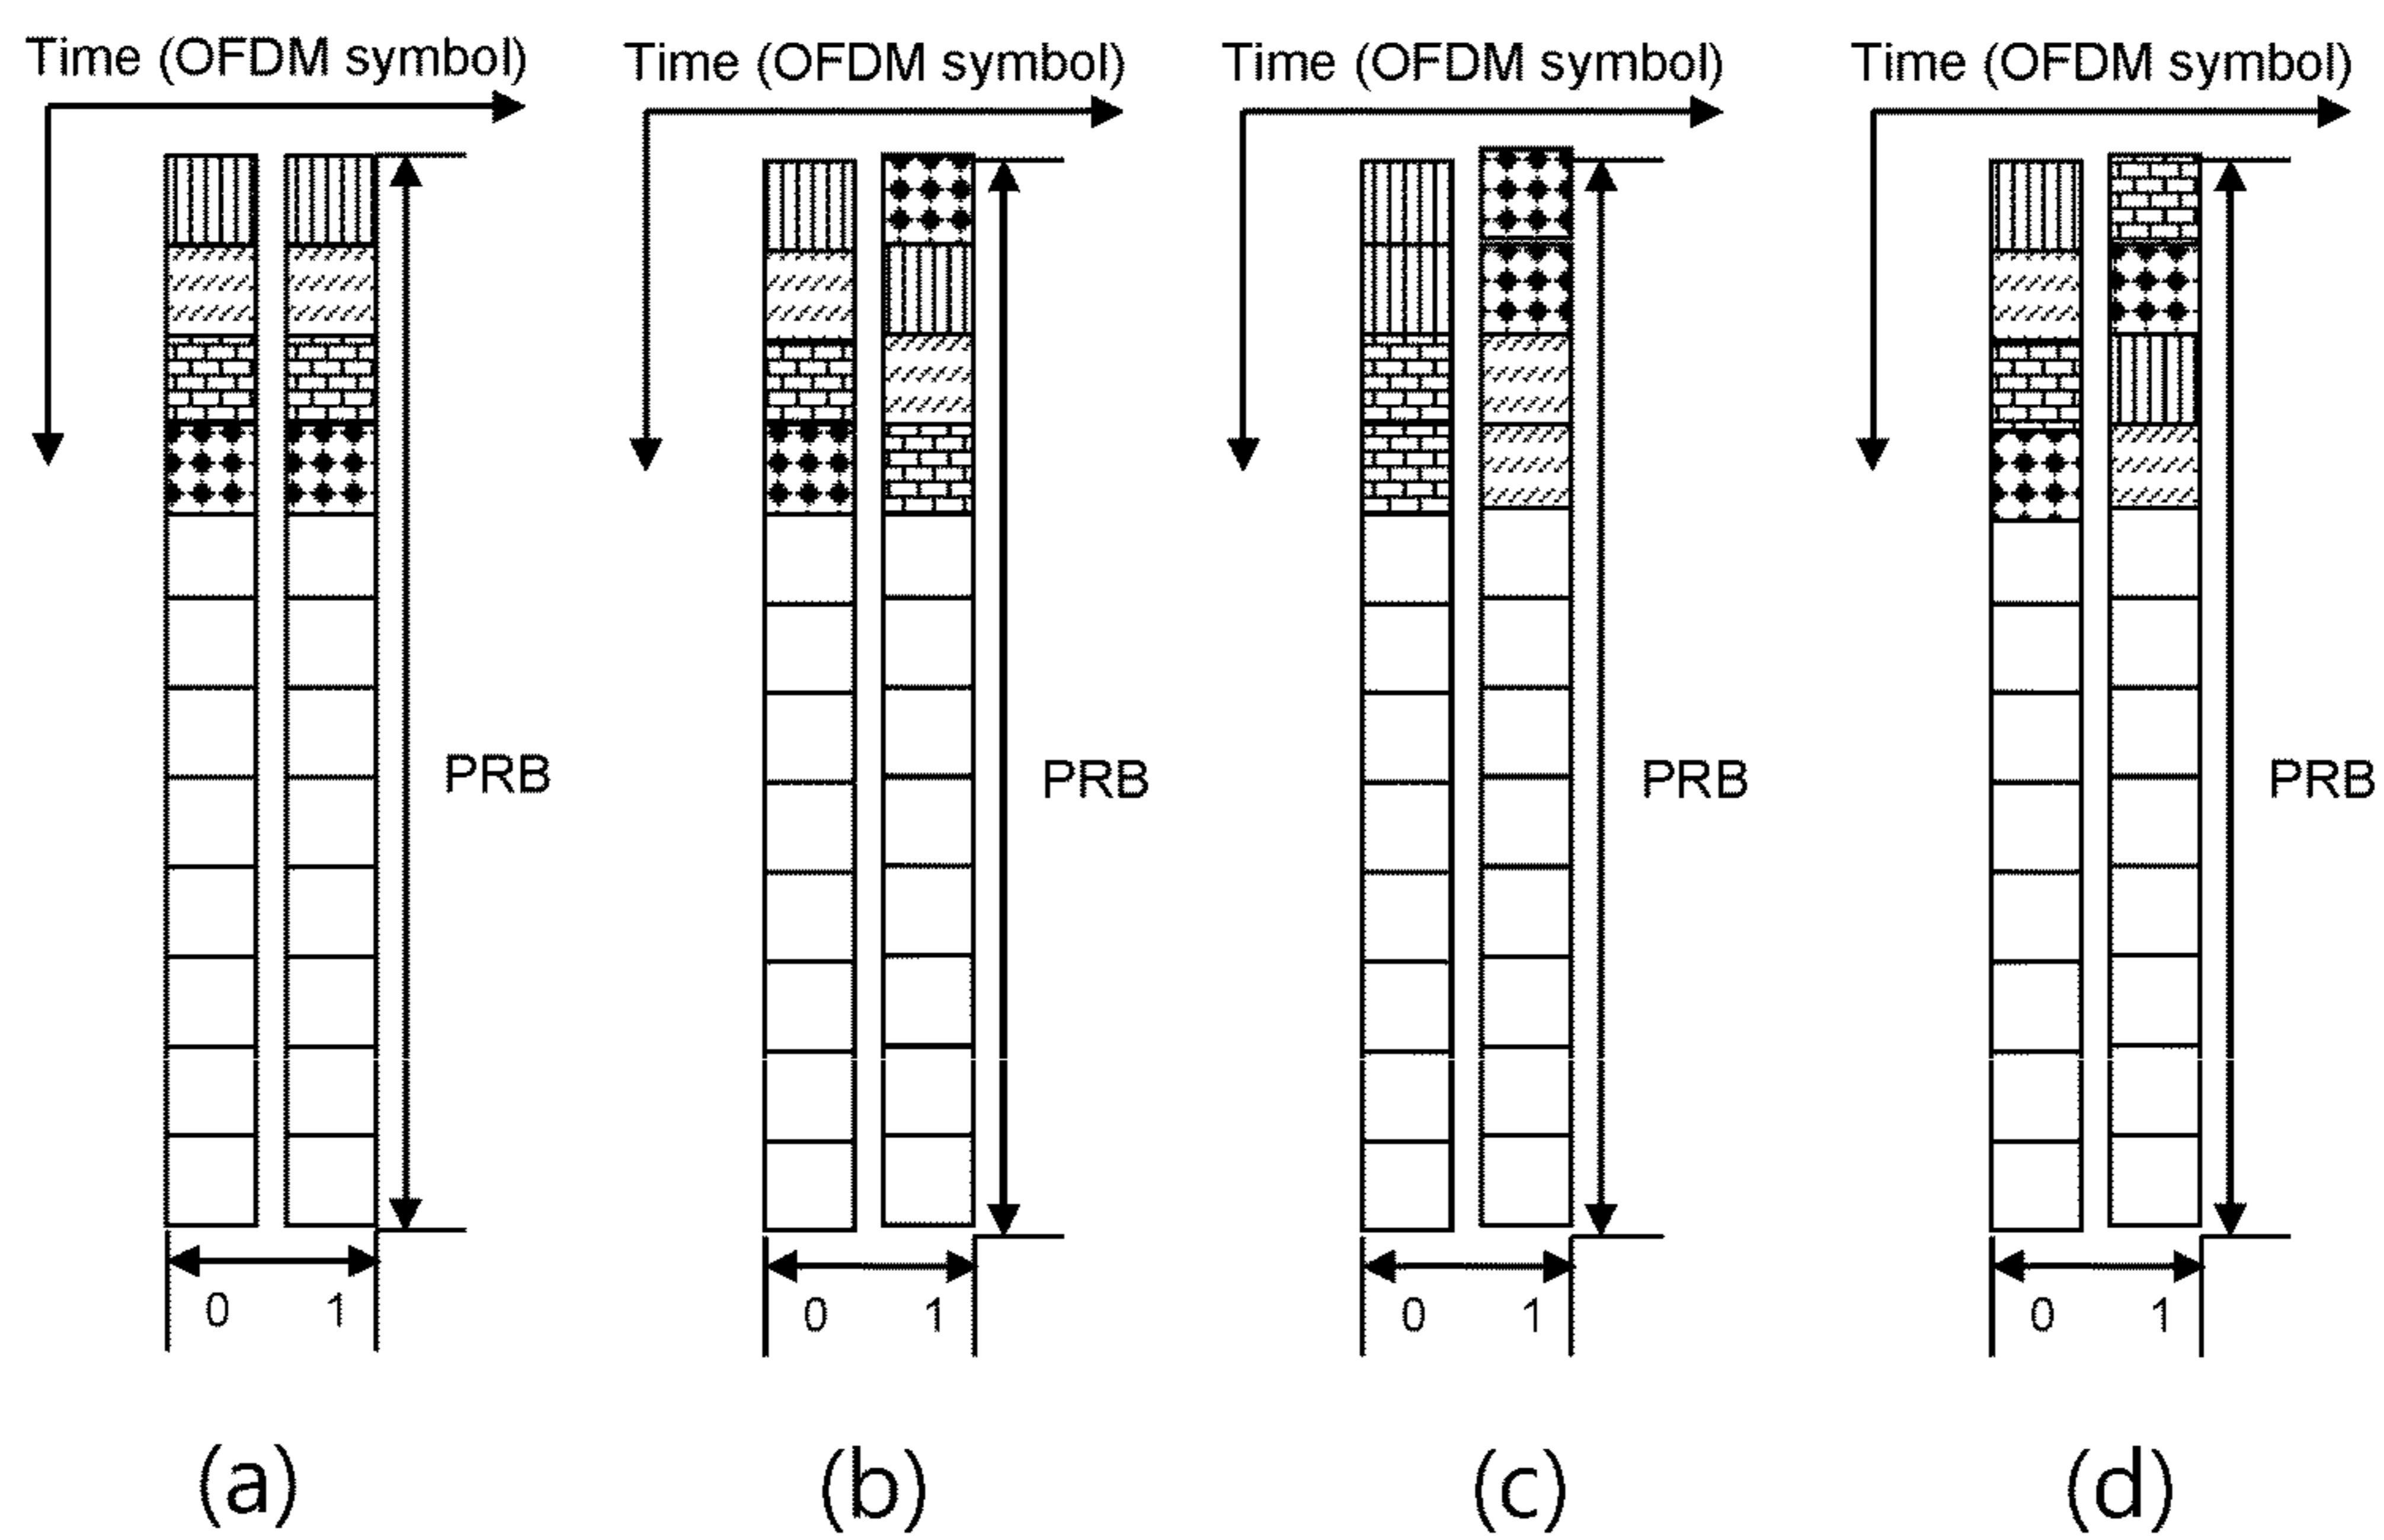 Time (OFDM symbol)
Time (OFDM symbol)
Time (OFDM symbol)
Time (OFDM symbol)
PRB
PRB
PRB
PRB
0 1
0 1
0 1
0 1
(a)
(b)
(c)
(d)